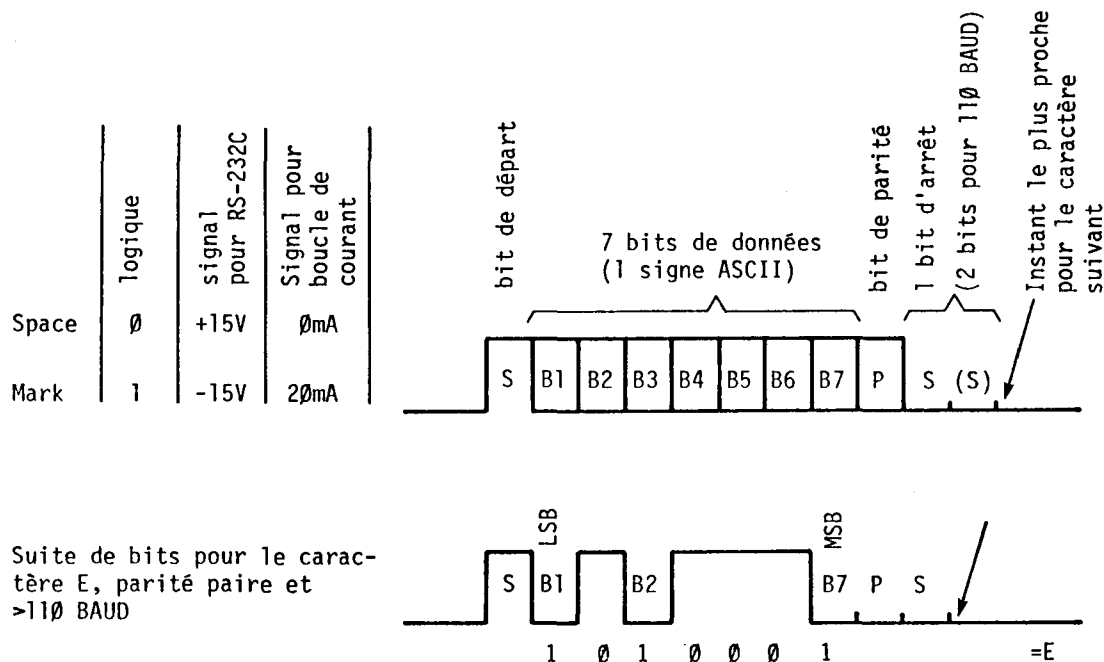 logique
signal
pour RS-232C
Signal pour
boucle de
courant
Space Ø +15V ØmA
Mark 1 -15V 2ØmA
bit de départ
7 bits de données
(1 signe ASCII)
bit de parité
1 bit d'arrêt
(2 bits pour 11Ø BAUD)
Instant le plus proche
pour le caractère
suivant
S B1 B2 B3 B4 B5 B6 B7 P S (S)
Suite de bits pour le carac-
tère E, parité paire et
>11Ø BAUD
LSB MSB
S B1 B2 B7 P S
1 Ø 1 Ø Ø Ø 1 =E